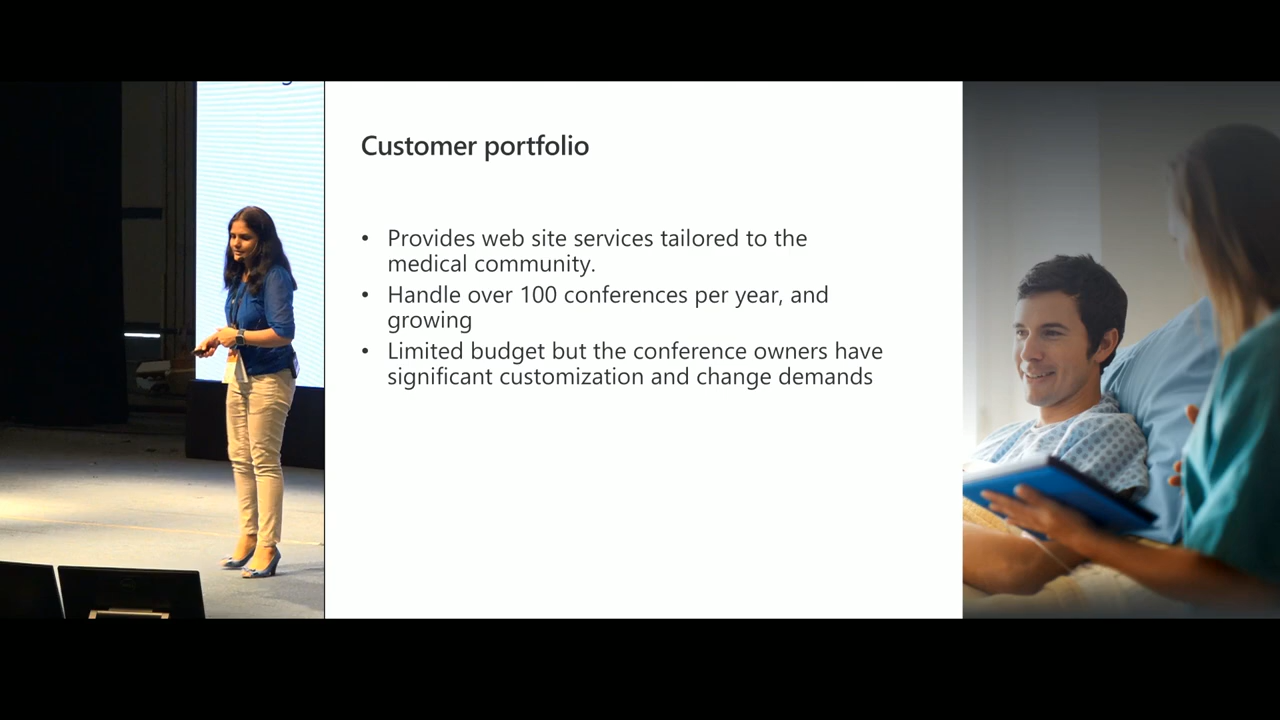 Customer portfolio
• Provides web site services tailored to the
medical community.
• Handle over 100 conferences per year, and
growing
• Limited budget but the conference owners have
significant customization and change demands